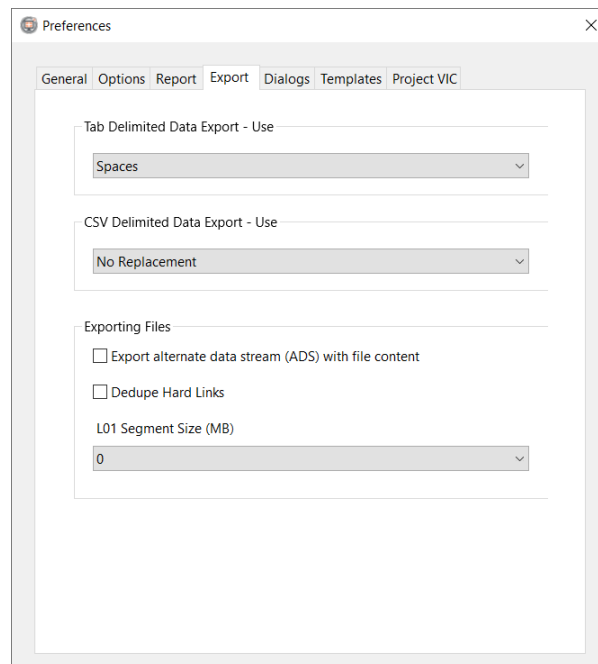 Preferences
General Options Report Export Dialogs Templates Project VIC
Tab Delimited Data Export - Use
Spaces
CSV Delimited Data Export - Use
No Replacement
Exporting Files
Export alternate data stream (ADS) with file content
Dedupe Hard Links
L01 Segment Size (MB)
0